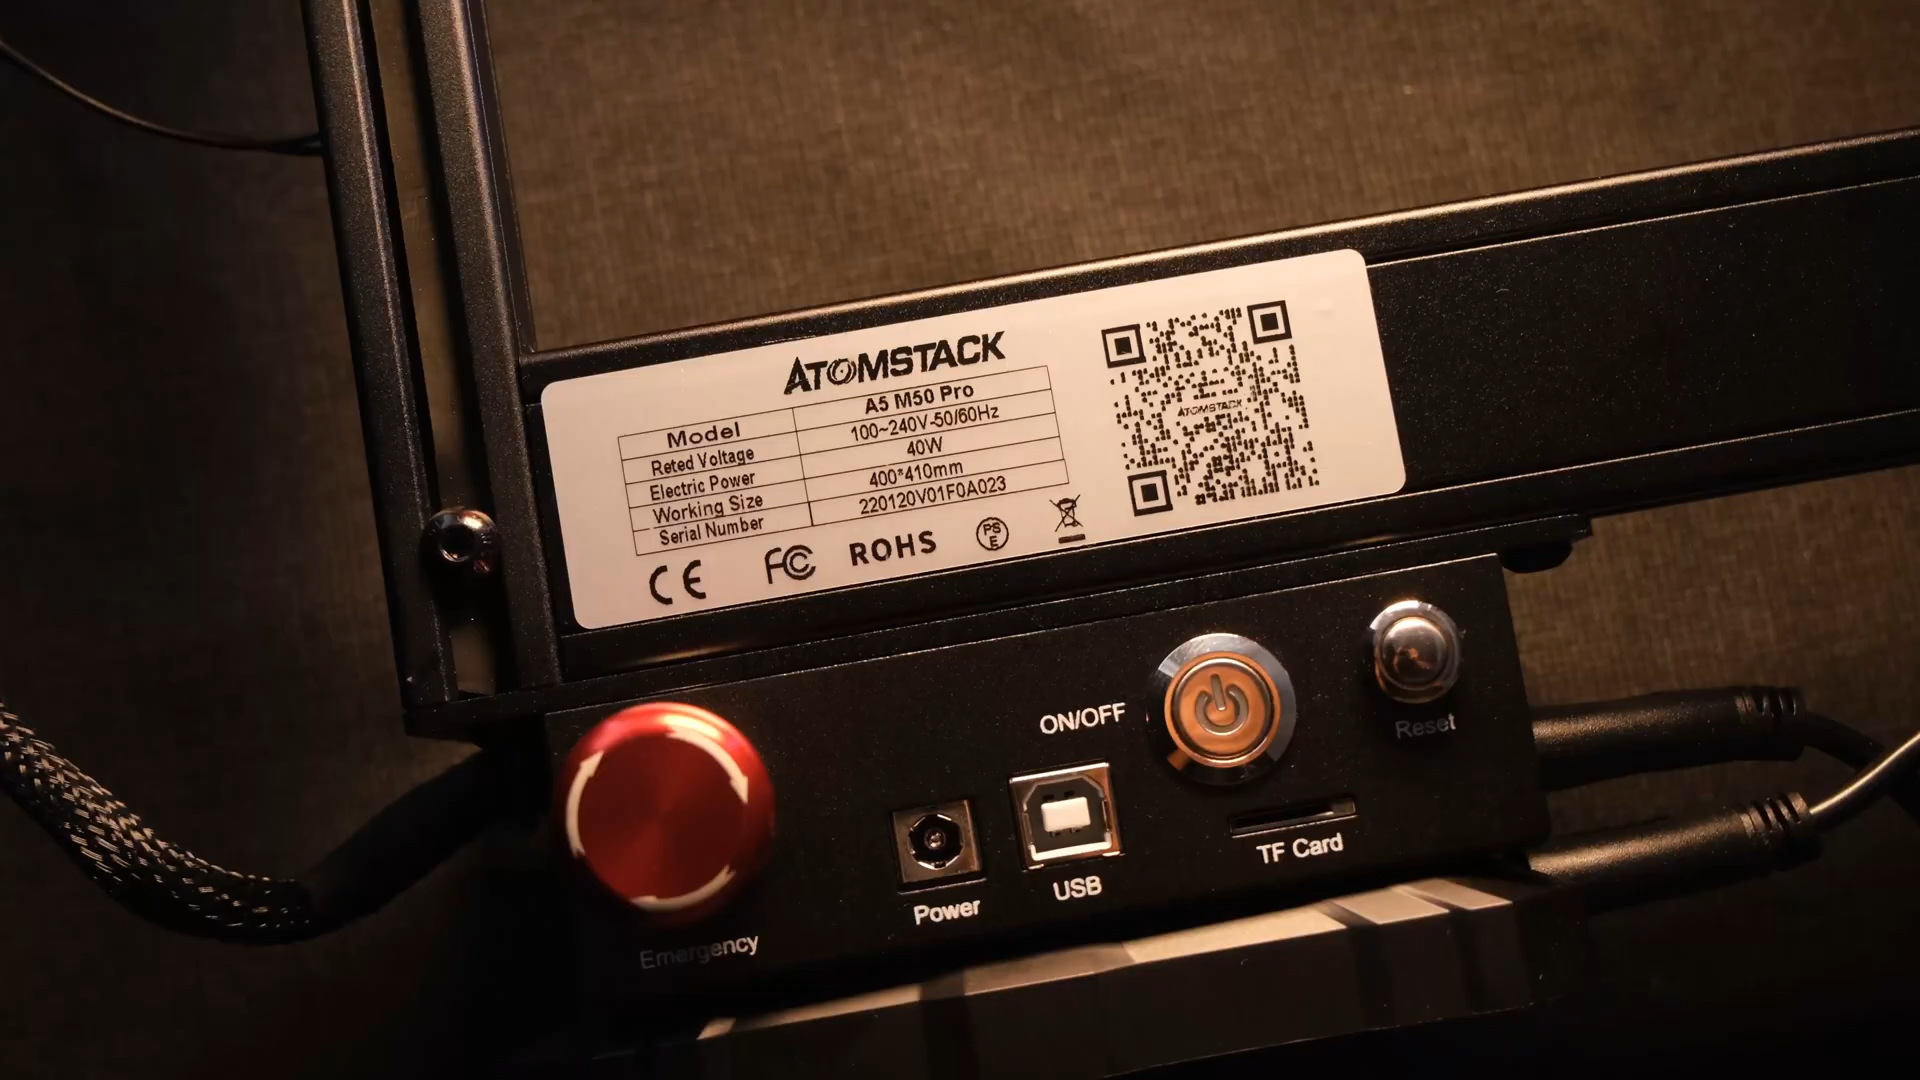 ATOMSTACK
Model A5 M50 Pro
Reted Voltage 100~240V-50/60Hz
Electric Power 40W
Working Size 400*410mm
Serial Number 220120V01F0A023
CE FC ROHS PSE
ATOMSTACK
ON/OFF
Reset
TF Card
USB
Power
Emergency